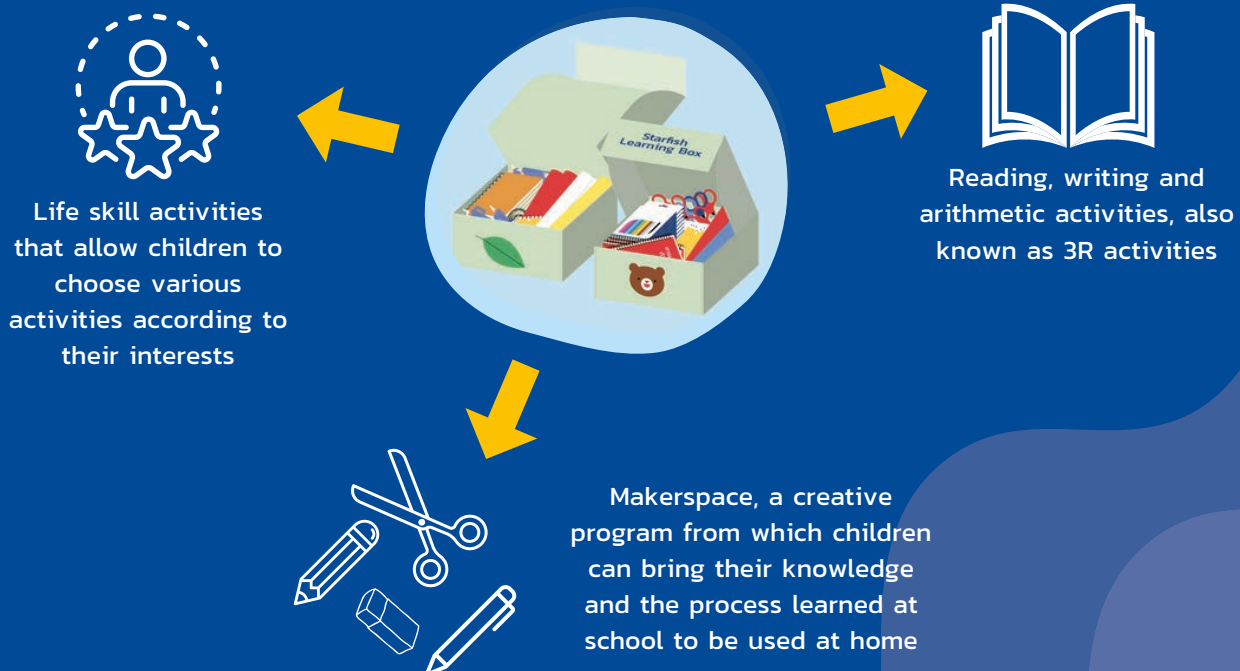 Starfish
Learning Box
Life skill activities
that allow children to
choose various
activities according to
their interests
Reading, writing and
arithmetic activities, also
known as 3R activities
Makerspace, a creative
program from which children
can bring their knowledge
and the process learned at
school to be used at home